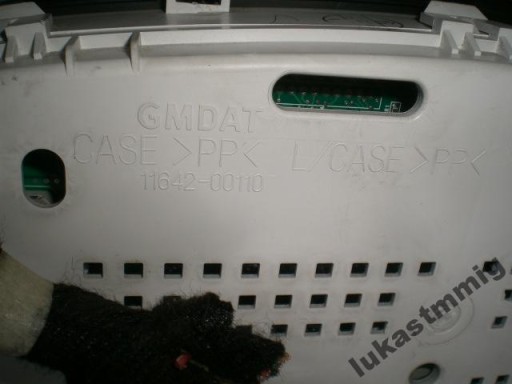 GMDAT
CASE >PP< L/CASE >PP<
11642-00110
lukastmmig